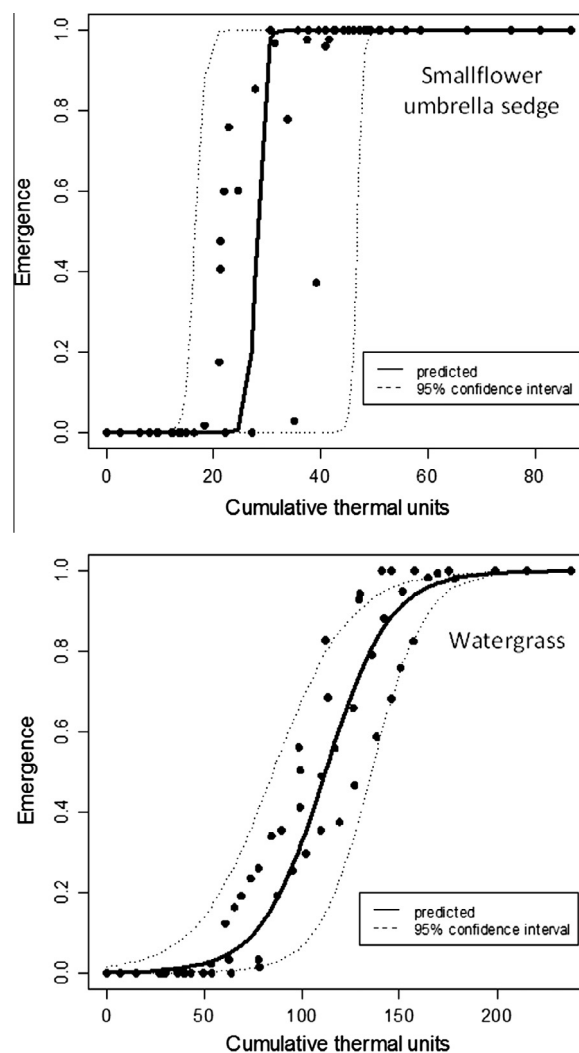 Smallflower
umbrella sedge
Emergence
1.0
0.8
0.6
0.4
0.2
0.0
predicted
95% confidence interval
0 20 40 60 80
Cumulative thermal units
Watergrass
Emergence
1.0
0.8
0.6
0.4
0.2
0.0
predicted
95% confidence interval
0 50 100 150 200
Cumulative thermal units